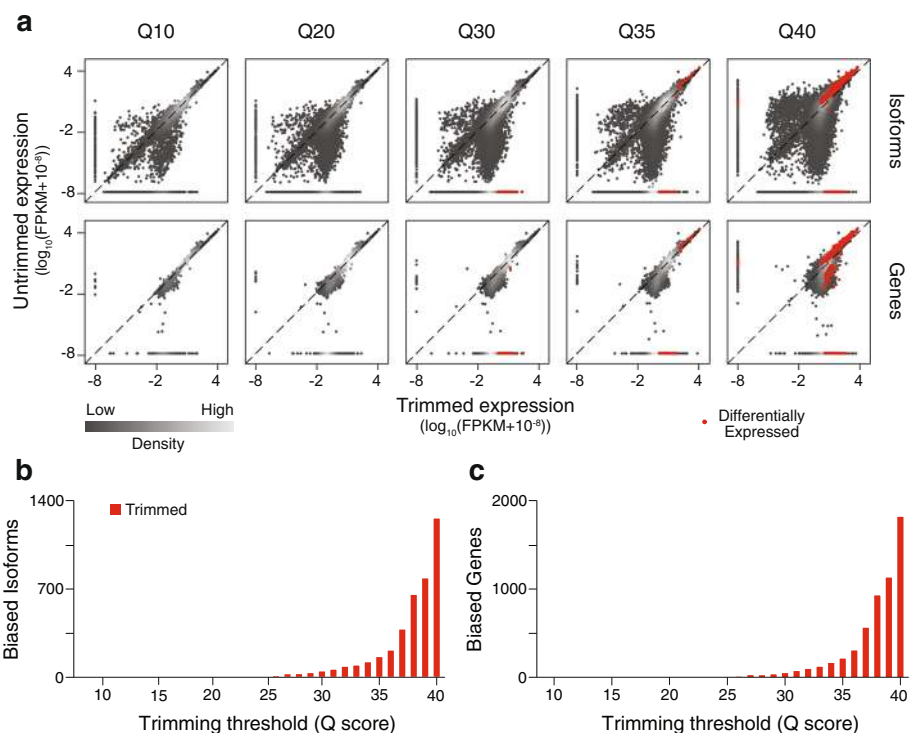 a
Q10 Q20 Q30 Q35 Q40
Untrimmed expression
(log10(FPKM+10-8))
4
-2
-8
Isoforms
4
-2
-8
Genes
-8 -2 4 -8 -2 4 -8 -2 4 -8 -2 4 -8 -2 4
Low High
Density
Trimmed expression
(log10(FPKM+10-8))
Differentially
Expressed
b
Biased Isoforms
1400
700
0
Trimmed
10 15 20 25 30 35 40
Trimming threshold (Q score)
c
Biased Genes
2000
1000
0
10 15 20 25 30 35 40
Trimming threshold (Q score)